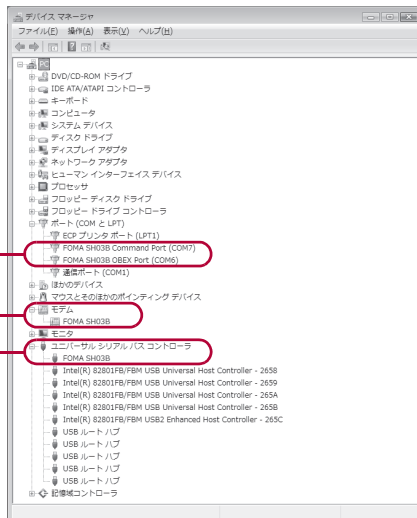 デバイス マネージャ
ファイル(F) 操作(A) 表示(V) ヘルプ(H)
PC
DVD/CD-ROM ドライブ
IDE ATA/ATAPI コントローラ
キーボード
コンピュータ
システム デバイス
ディスク ドライブ
ディスプレイ アダプタ
ネットワーク アダプタ
ヒューマン インターフェイス デバイス
プロセッサ
フロッピー ディスク ドライブ
フロッピー ドライブ コントローラ
ポート (COM と LPT)
ECP プリンタ ポート (LPT1)
FOMA SH03B Command Port (COM7)
FOMA SH03B OBEX Port (COM6)
通信ポート (COM1)
ほかのデバイス
マウスとそのほかのポインティング デバイス
モデム
FOMA SH03B
モニタ
ユニバーサル シリアル バス コントローラ
FOMA SH03B
Intel(R) 82801FB/FBM USB Universal Host Controller - 2658
Intel(R) 82801FB/FBM USB Universal Host Controller - 2659
Intel(R) 82801FB/FBM USB Universal Host Controller - 265A
Intel(R) 82801FB/FBM USB Universal Host Controller - 265B
Intel(R) 82801FB/FBM USB2 Enhanced Host Controller - 265C
USB ルート ハブ
USB ルート ハブ
USB ルート ハブ
USB ルート ハブ
USB ルート ハブ
記憶域コントローラ